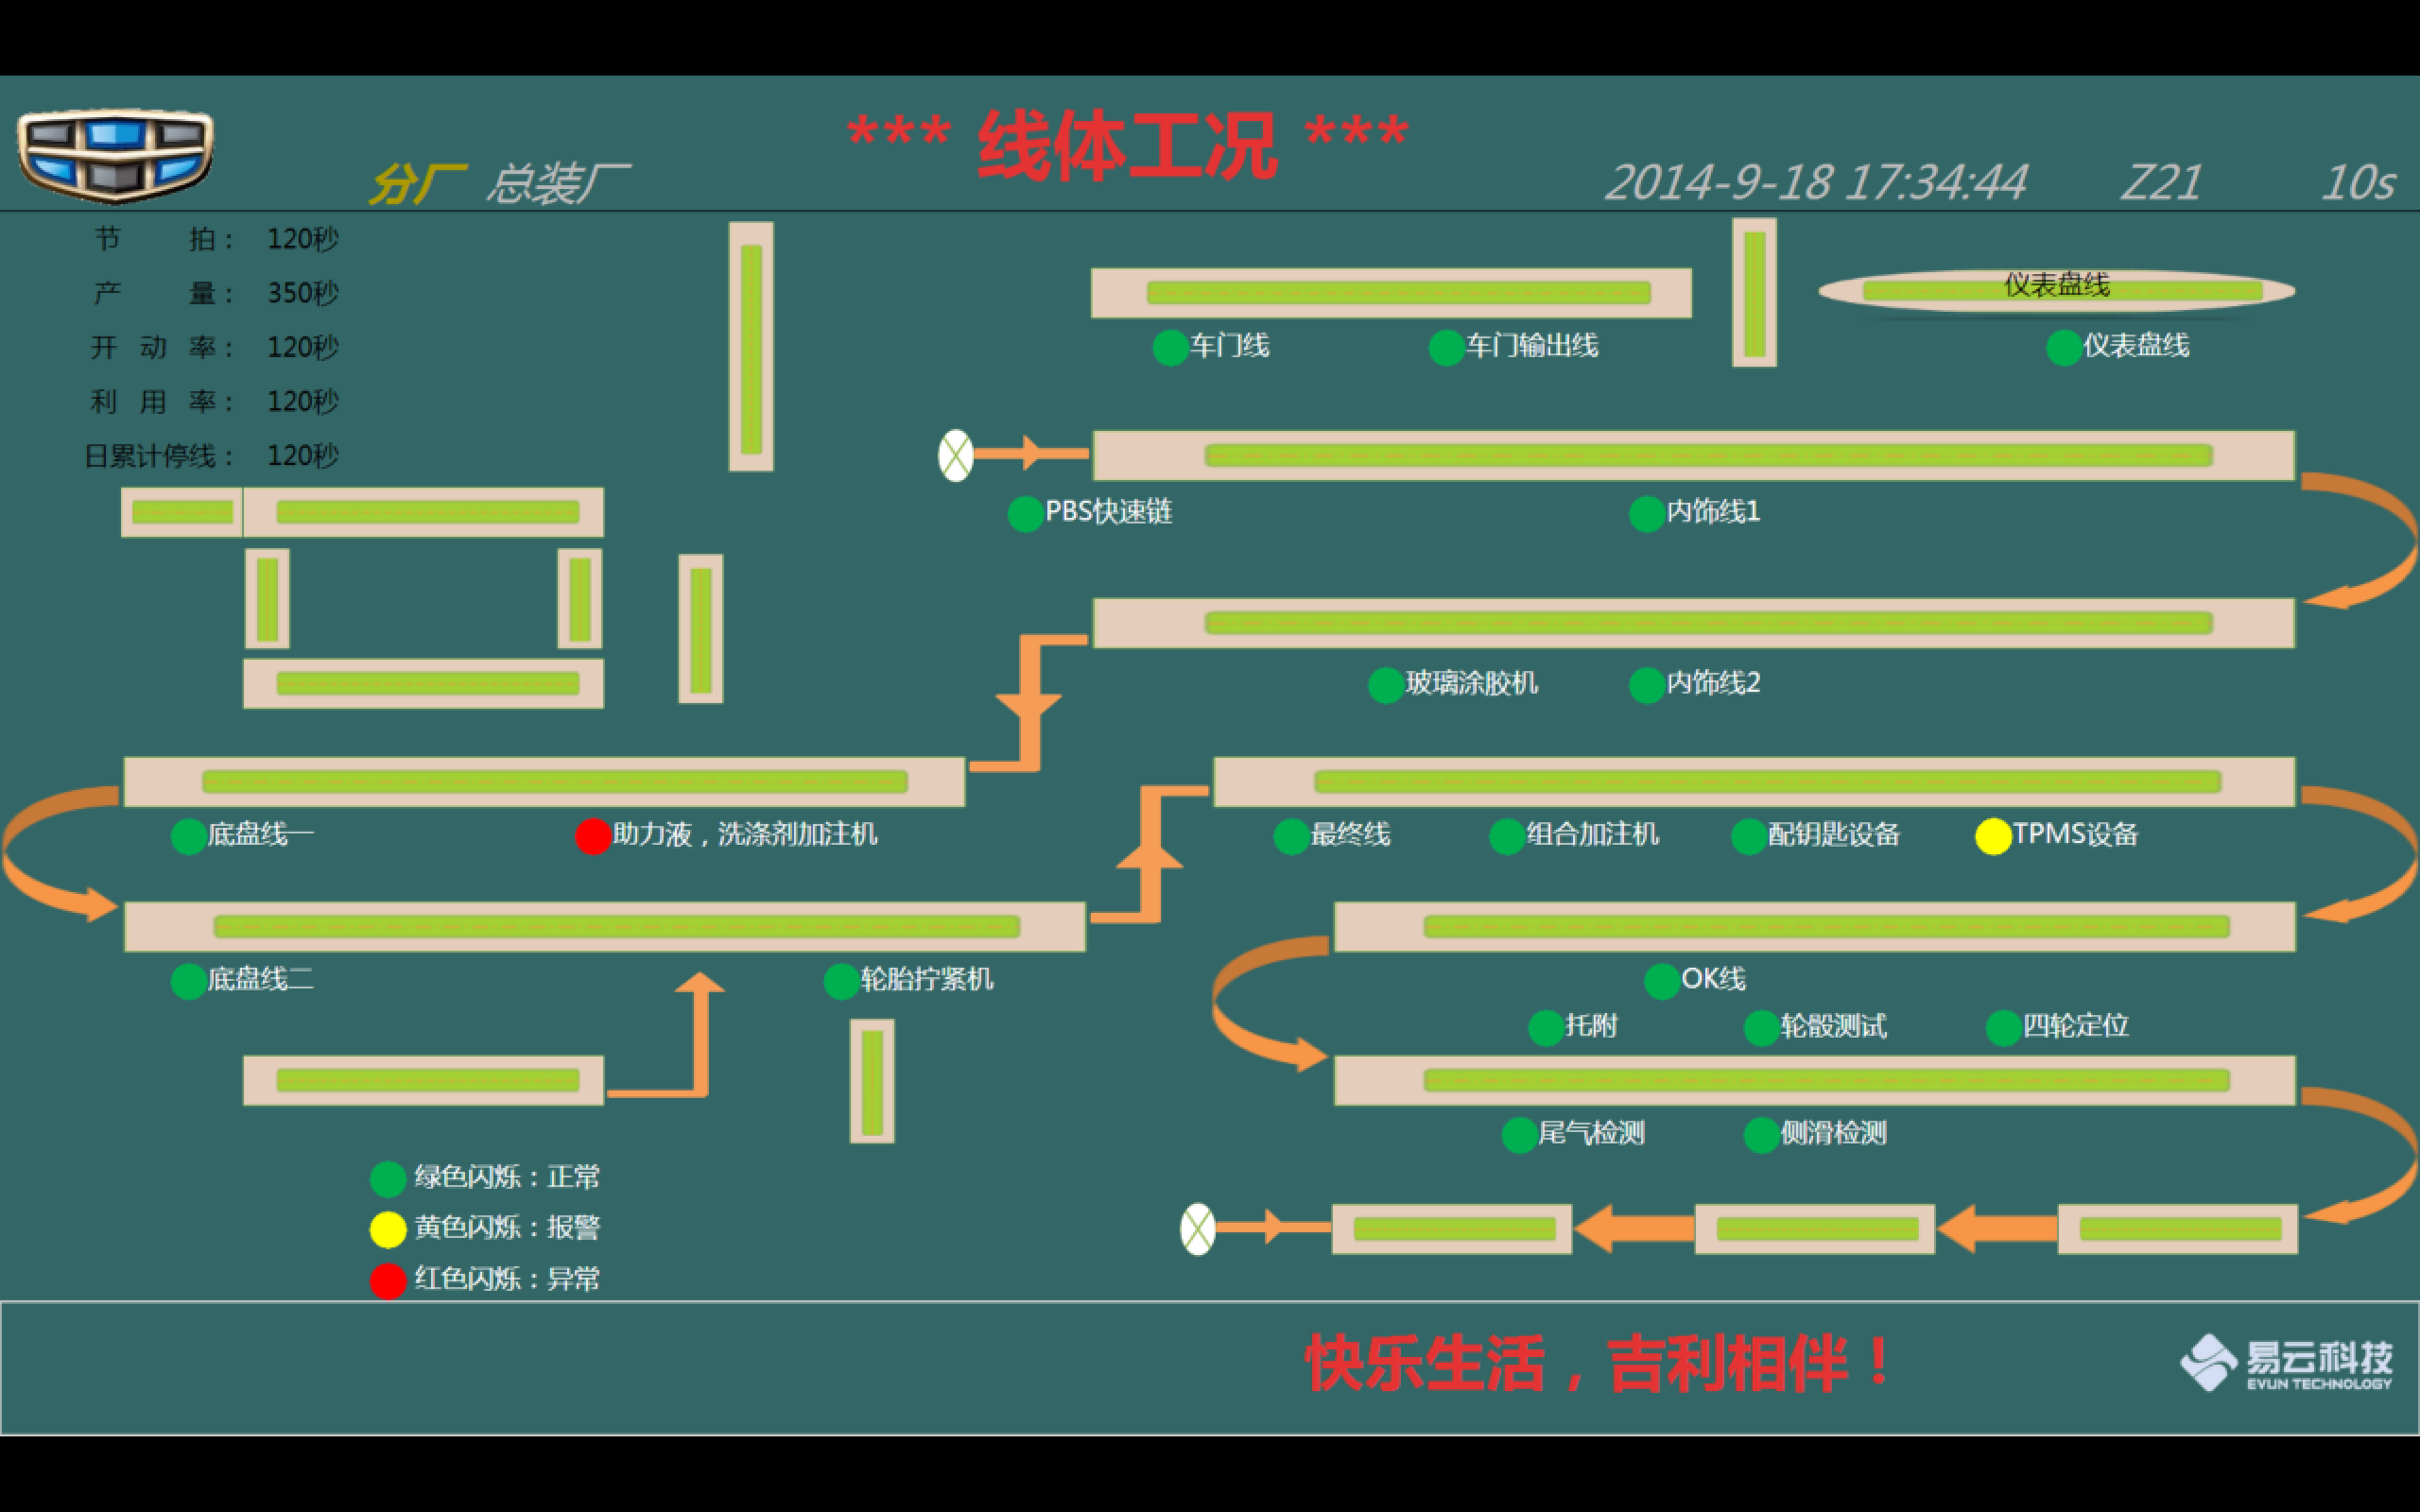 *** 线体工况 ***
分厂 总装厂
2014-9-18 17:34:44 Z21 10s
节 拍： 120秒
产 量： 350秒
开 动 率： 120秒
利 用 率： 120秒
日累计停线： 120秒
仪表盘线
车门线 车门输出线 仪表盘线
PBS快速链 内饰线1
玻璃涂胶机 内饰线2
底盘线一 助力液，洗涤剂加注机 最终线 组合加注机 配钥匙设备 TPMS设备
底盘线二 轮胎拧紧机 OK线
托附 轮毂测试 四轮定位
尾气检测 侧滑检测
绿色闪烁：正常
黄色闪烁：报警
红色闪烁：异常
快乐生活，吉利相伴！
易云科技
EVUN TECHNOLOGY